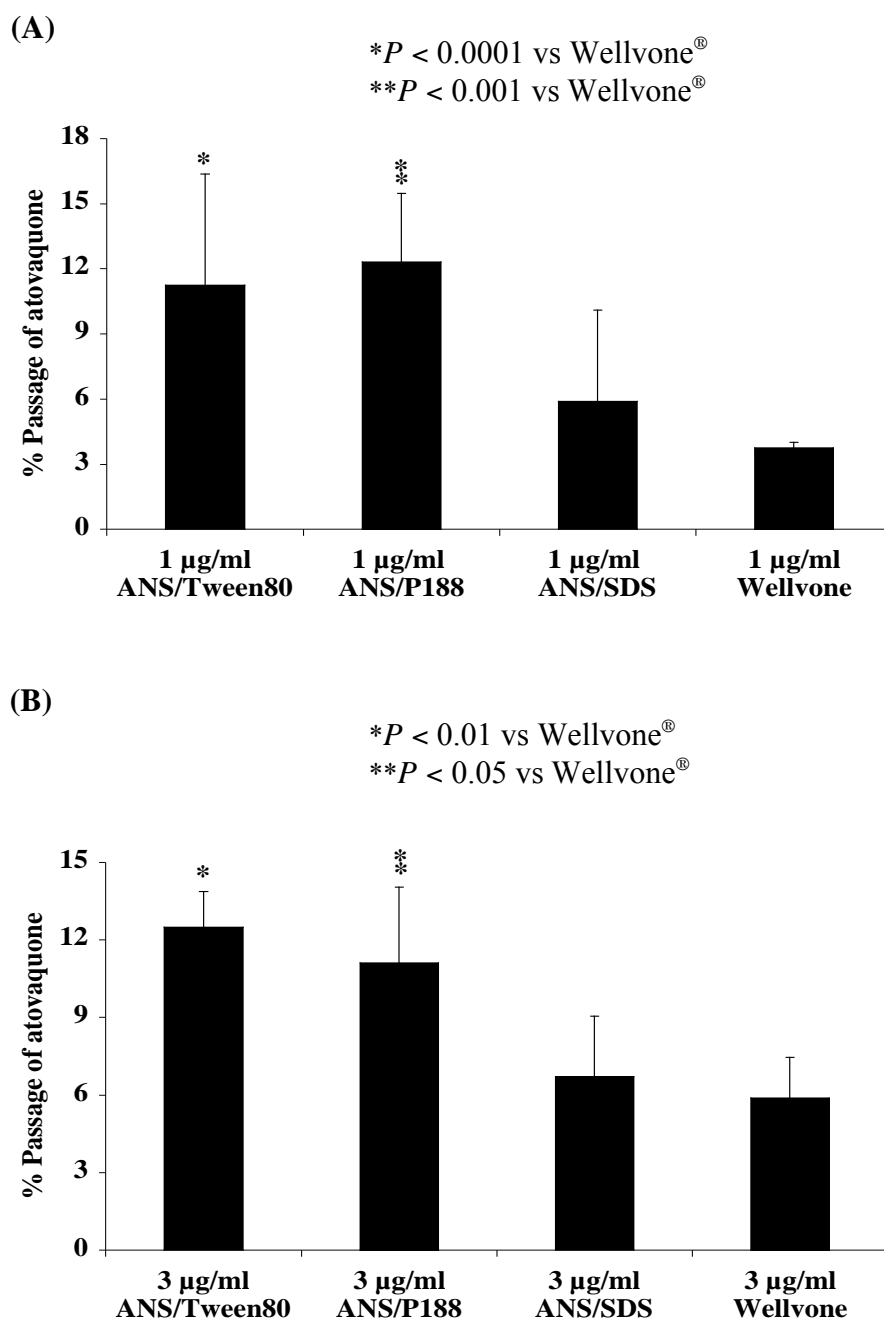 (A)
*P < 0.0001 vs Wellvone®
**P < 0.001 vs Wellvone®
% Passage of atovaquone
18
15
12
9
6
3
0
*
**
1 µg/ml
ANS/Tween80
1 µg/ml
ANS/P188
1 µg/ml
ANS/SDS
1 µg/ml
Wellvone
(B)
*P < 0.01 vs Wellvone®
**P < 0.05 vs Wellvone®
% Passage of atovaquone
15
12
9
6
3
0
*
**
3 µg/ml
ANS/Tween80
3 µg/ml
ANS/P188
3 µg/ml
ANS/SDS
3 µg/ml
Wellvone